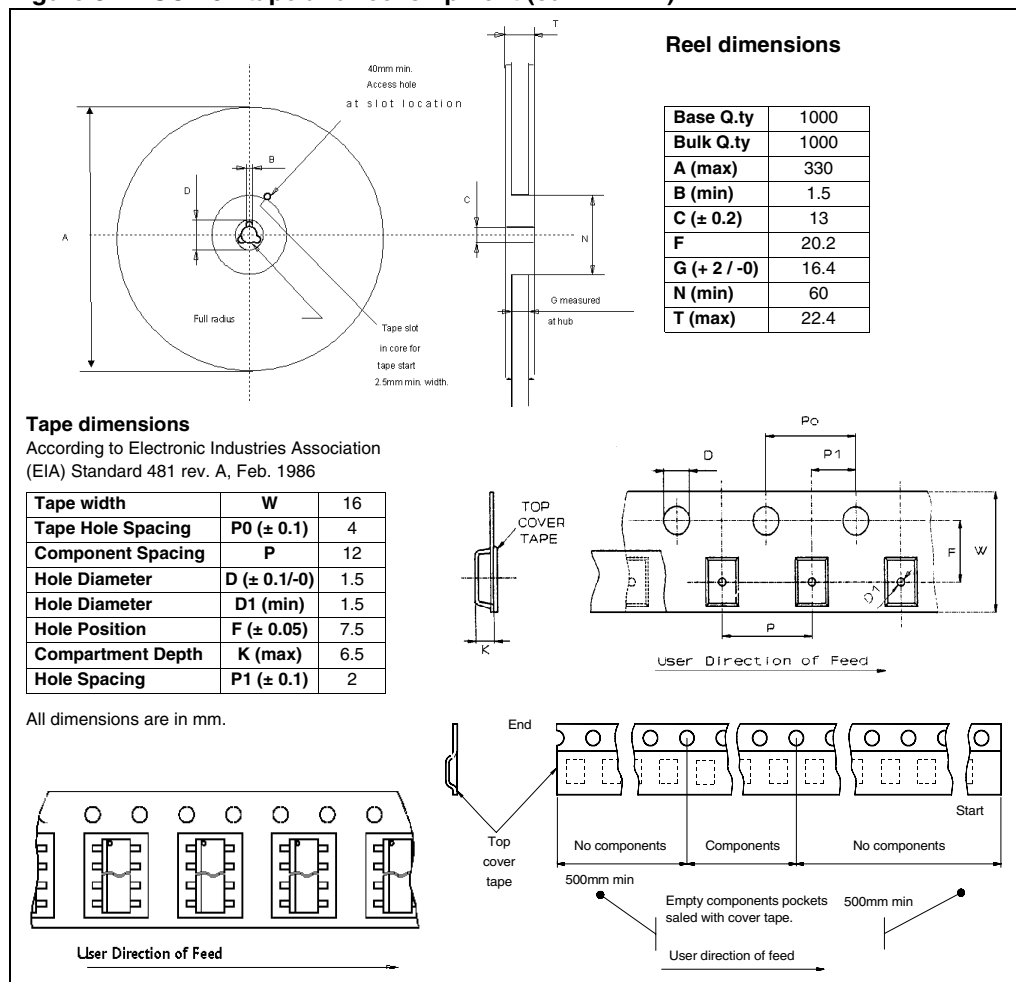 T
Reel dimensions
40mm min.
Access hole
at slot location
B
D
A
C
N
Full radius
Tape slot
in core for
tape start
2.5mm min. width.
G measured
at hub
Base Q.ty 1000
Bulk Q.ty 1000
A (max) 330
B (min) 1.5
C (± 0.2) 13
F 20.2
G (+ 2 / -0) 16.4
N (min) 60
T (max) 22.4
Tape dimensions
According to Electronic Industries Association
(EIA) Standard 481 rev. A, Feb. 1986
Tape width W 16
Tape Hole Spacing P0 (± 0.1) 4
Component Spacing P 12
Hole Diameter D (± 0.1/-0) 1.5
Hole Diameter D1 (min) 1.5
Hole Position F (± 0.05) 7.5
Compartment Depth K (max) 6.5
Hole Spacing P1 (± 0.1) 2
All dimensions are in mm.
Po
D
P1
TOP
COVER
TAPE
F
W
D1
K
P
User Direction of Feed
End
Start
Top
cover
tape
No components
Components
No components
500mm min
Empty components pockets
saled with cover tape.
500mm min
User direction of feed
User Direction of Feed